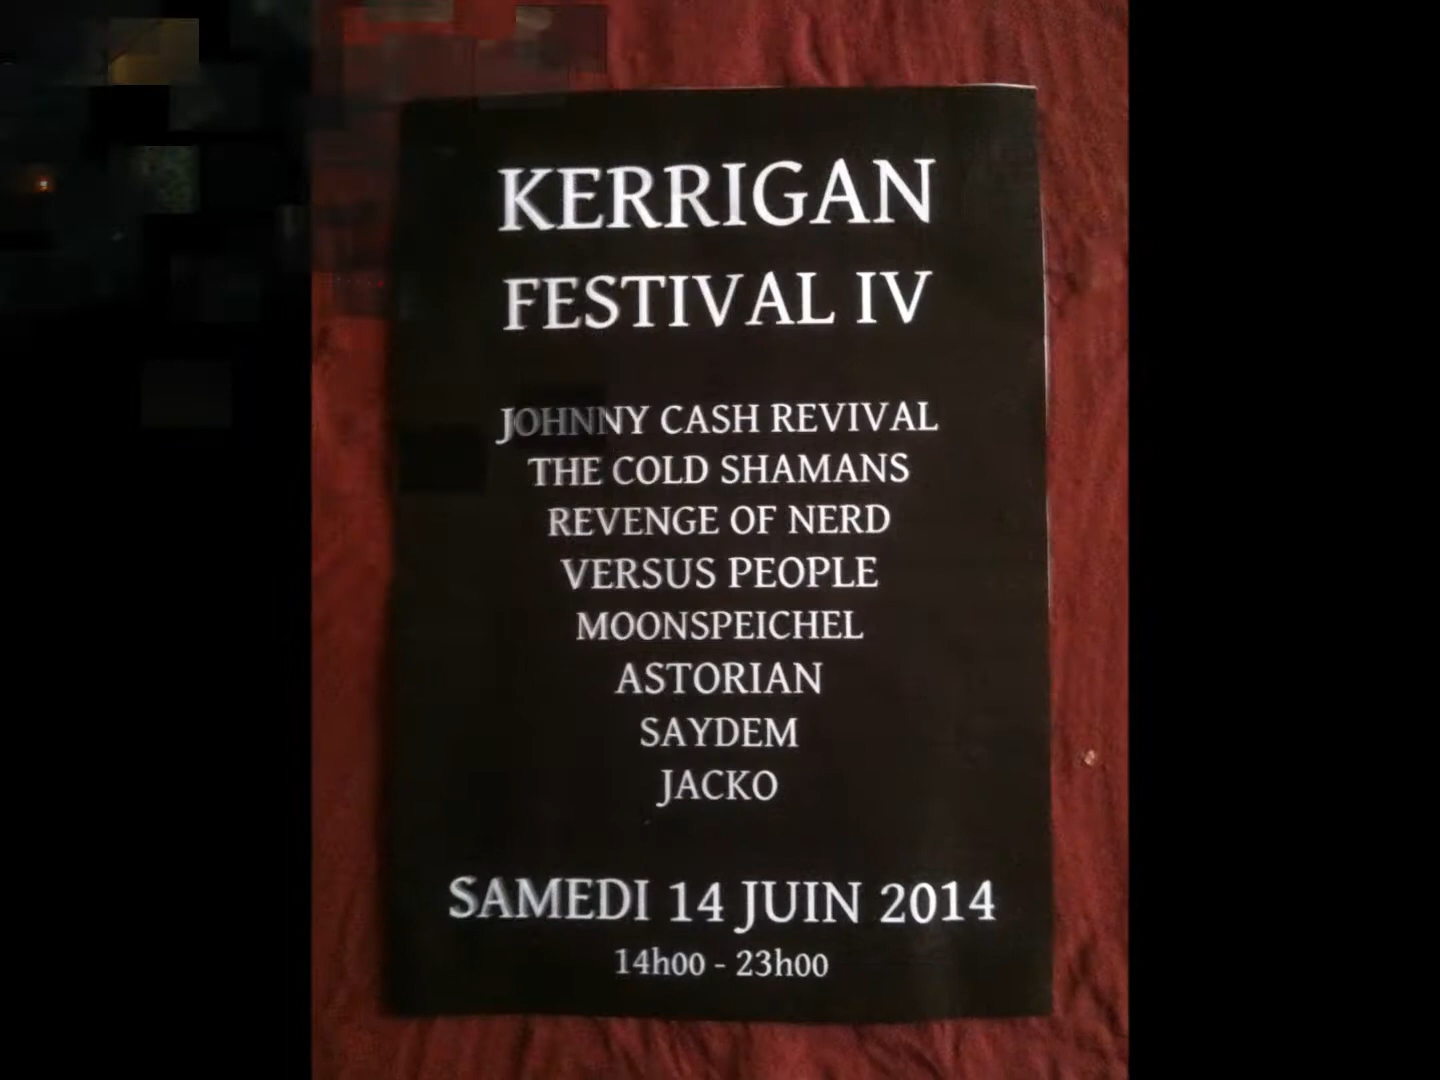 KERRIGAN
FESTIVAL IV
JOHNNY CASH REVIVAL
THE COLD SHAMANS
REVENGE OF NERD
VERSUS PEOPLE
MOONSPEICHEL
ASTORIAN
SAYDEM
JACKO
SAMEDI 14 JUIN 2014
14h00 - 23h00